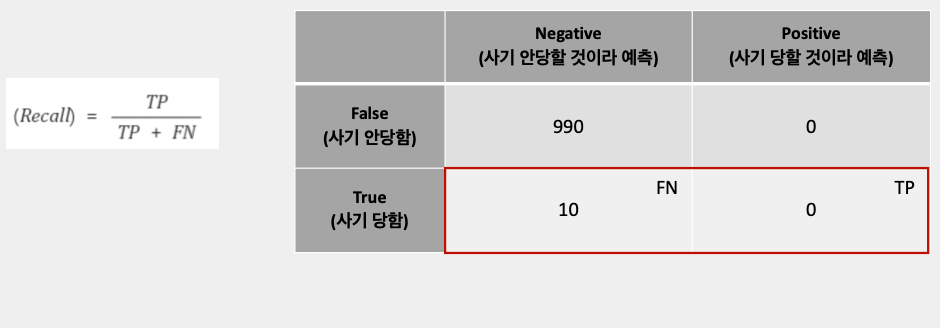 (Recall) = TP / TP + FN
Negative
(사기 안당할 것이라 예측)
Positive
(사기 당할 것이라 예측)
False
(사기 안당함)
990
0
True
(사기 당함)
FN
10
TP
0